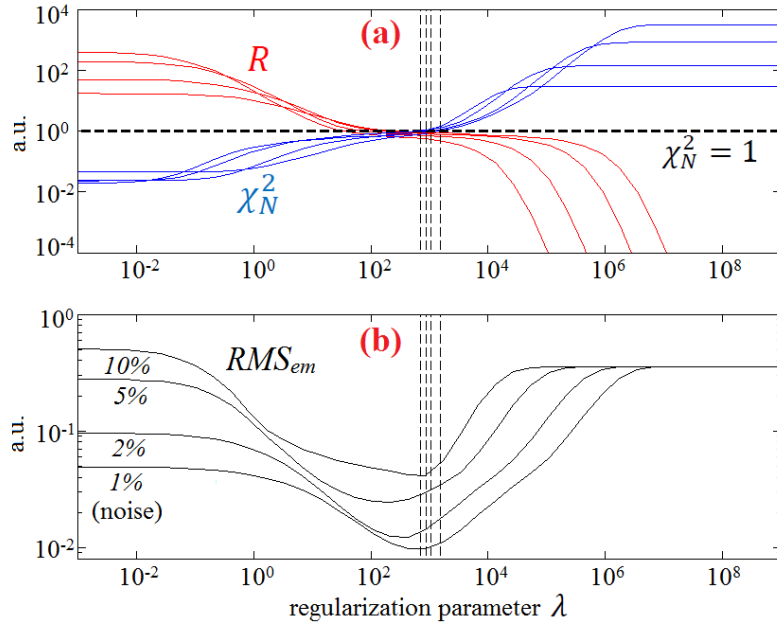 (a)
R
χ_N^2
χ_N^2 = 1
a.u.
10^4
10^2
10^0
10^-2
10^-4
10^-2 10^0 10^2 10^4 10^6 10^8
(b)
RMS_em
10%
5%
2%
1%
(noise)
a.u.
10^0
10^-1
10^-2
10^-2 10^0 10^2 10^4 10^6 10^8
regularization parameter λ